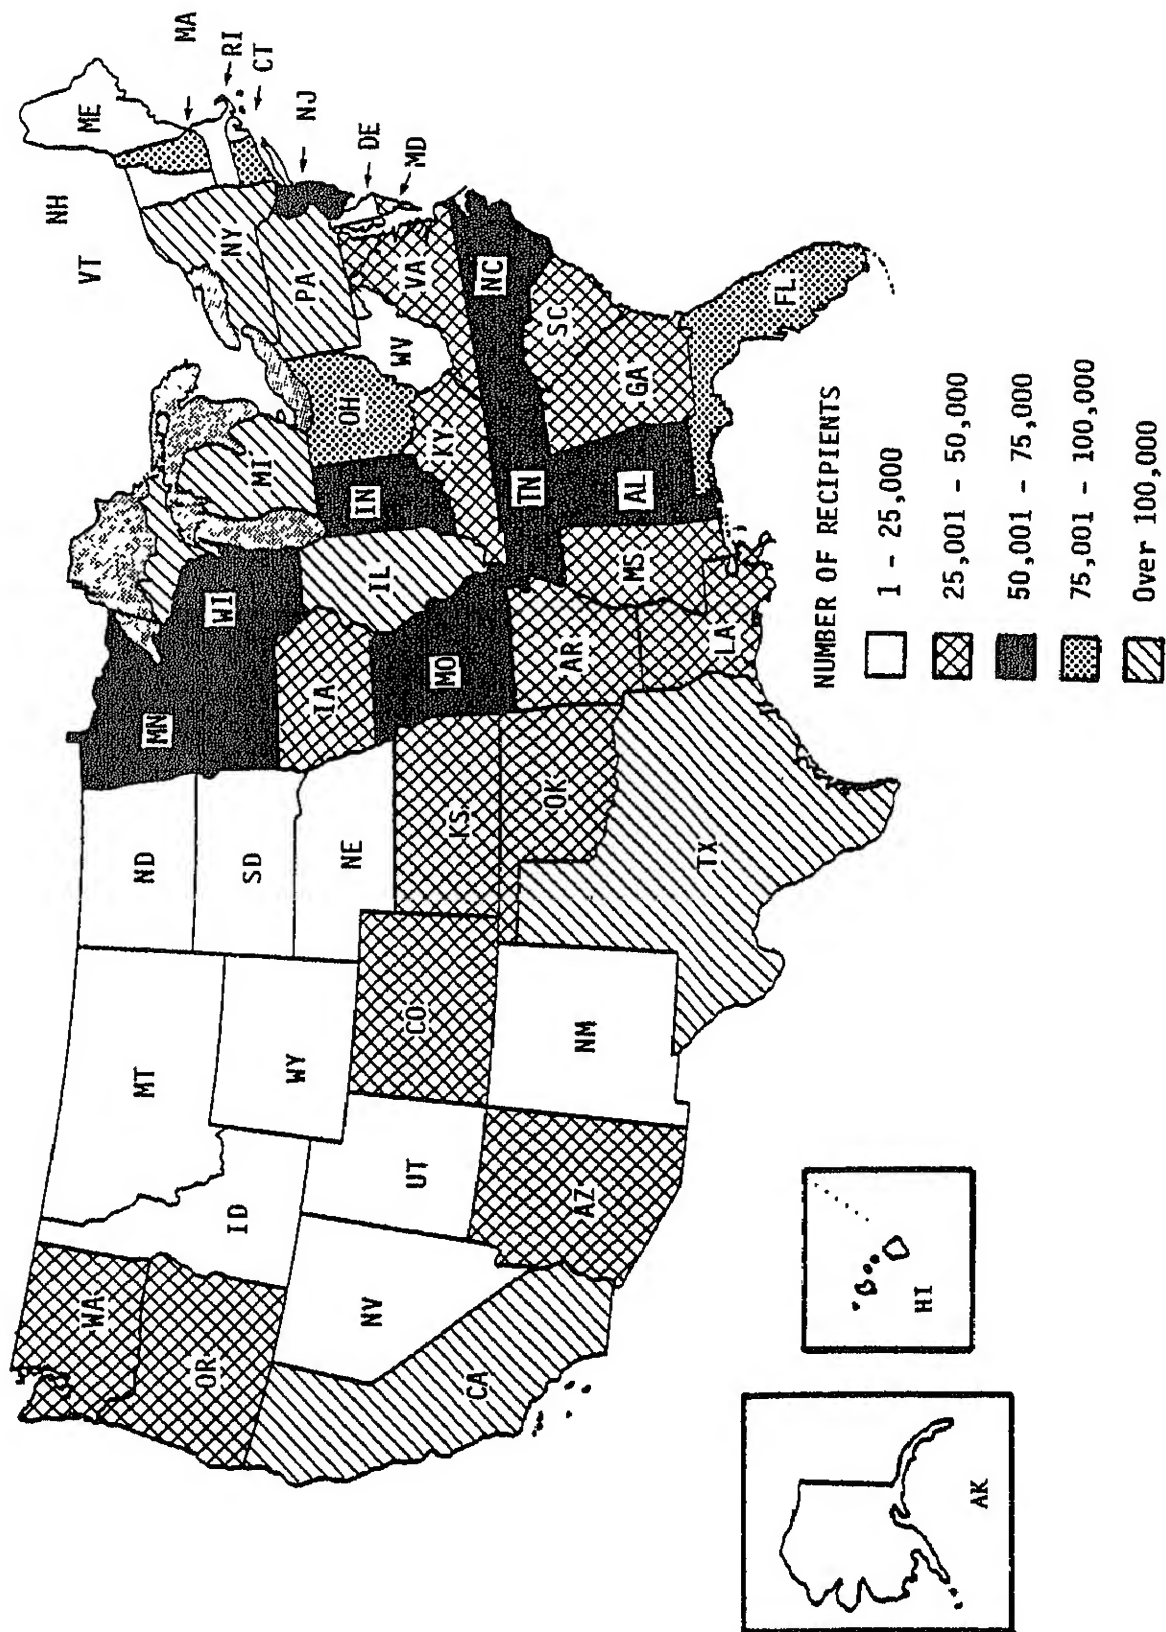 WA
OR
CA
NV
ID
MT
WY
UT
AZ
CO
NM
ND
SD
NE
KS
OK
TX
MN
IA
MO
AR
LA
WI
IL
MS
MI
IN
KY
TN
AL
OH
WV
GA
FL
SC
NC
VA
PA
NY
VT
NH
ME
MA
RI
CT
NJ
DE
MD
AK
HI
NUMBER OF RECIPIENTS
1 - 25,000
25,001 - 50,000
50,001 - 75,000
75,001 - 100,000
Over 100,000